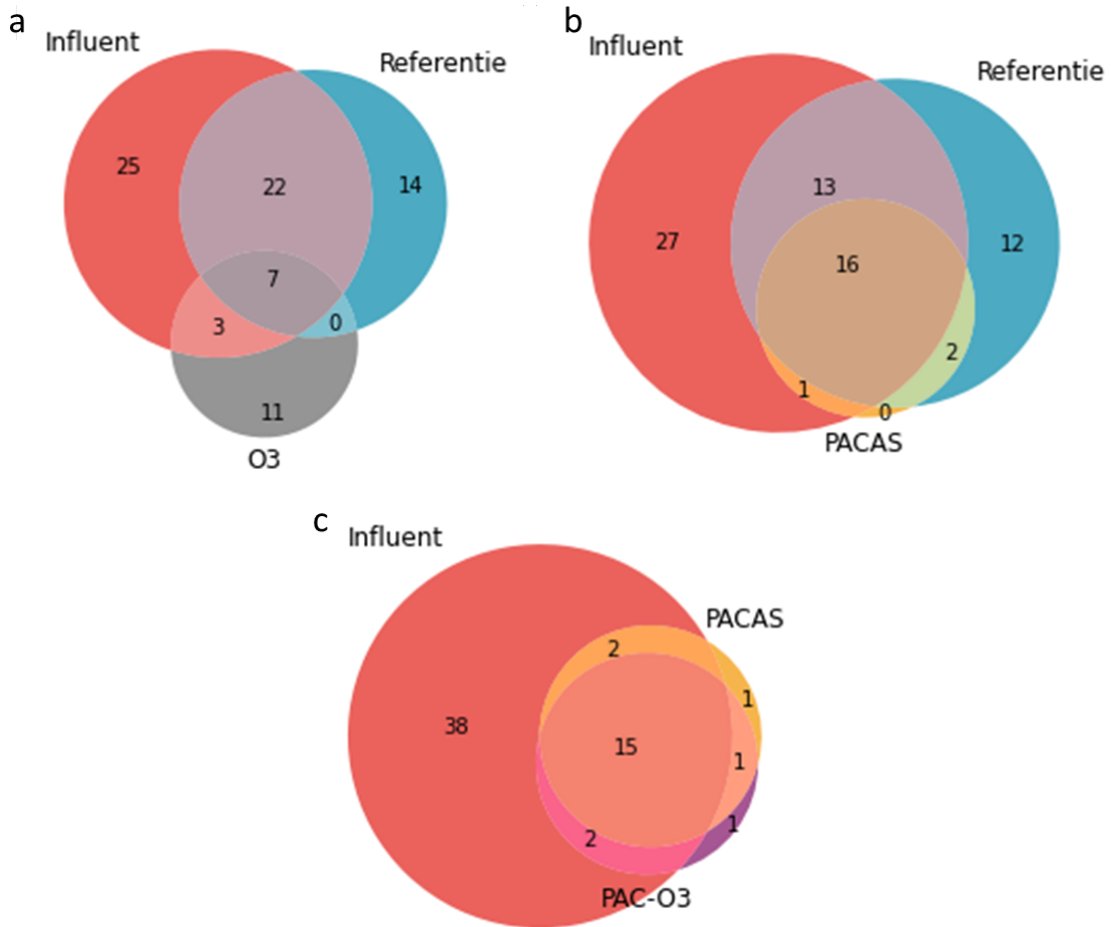 a
Influent
Referentie
25
22
14
7
3
0
11
O3
b
Influent
Referentie
13
27
16
12
2
1
0
PACAS
c
Influent
PACAS
2
1
38
15
1
2
1
PAC-O3